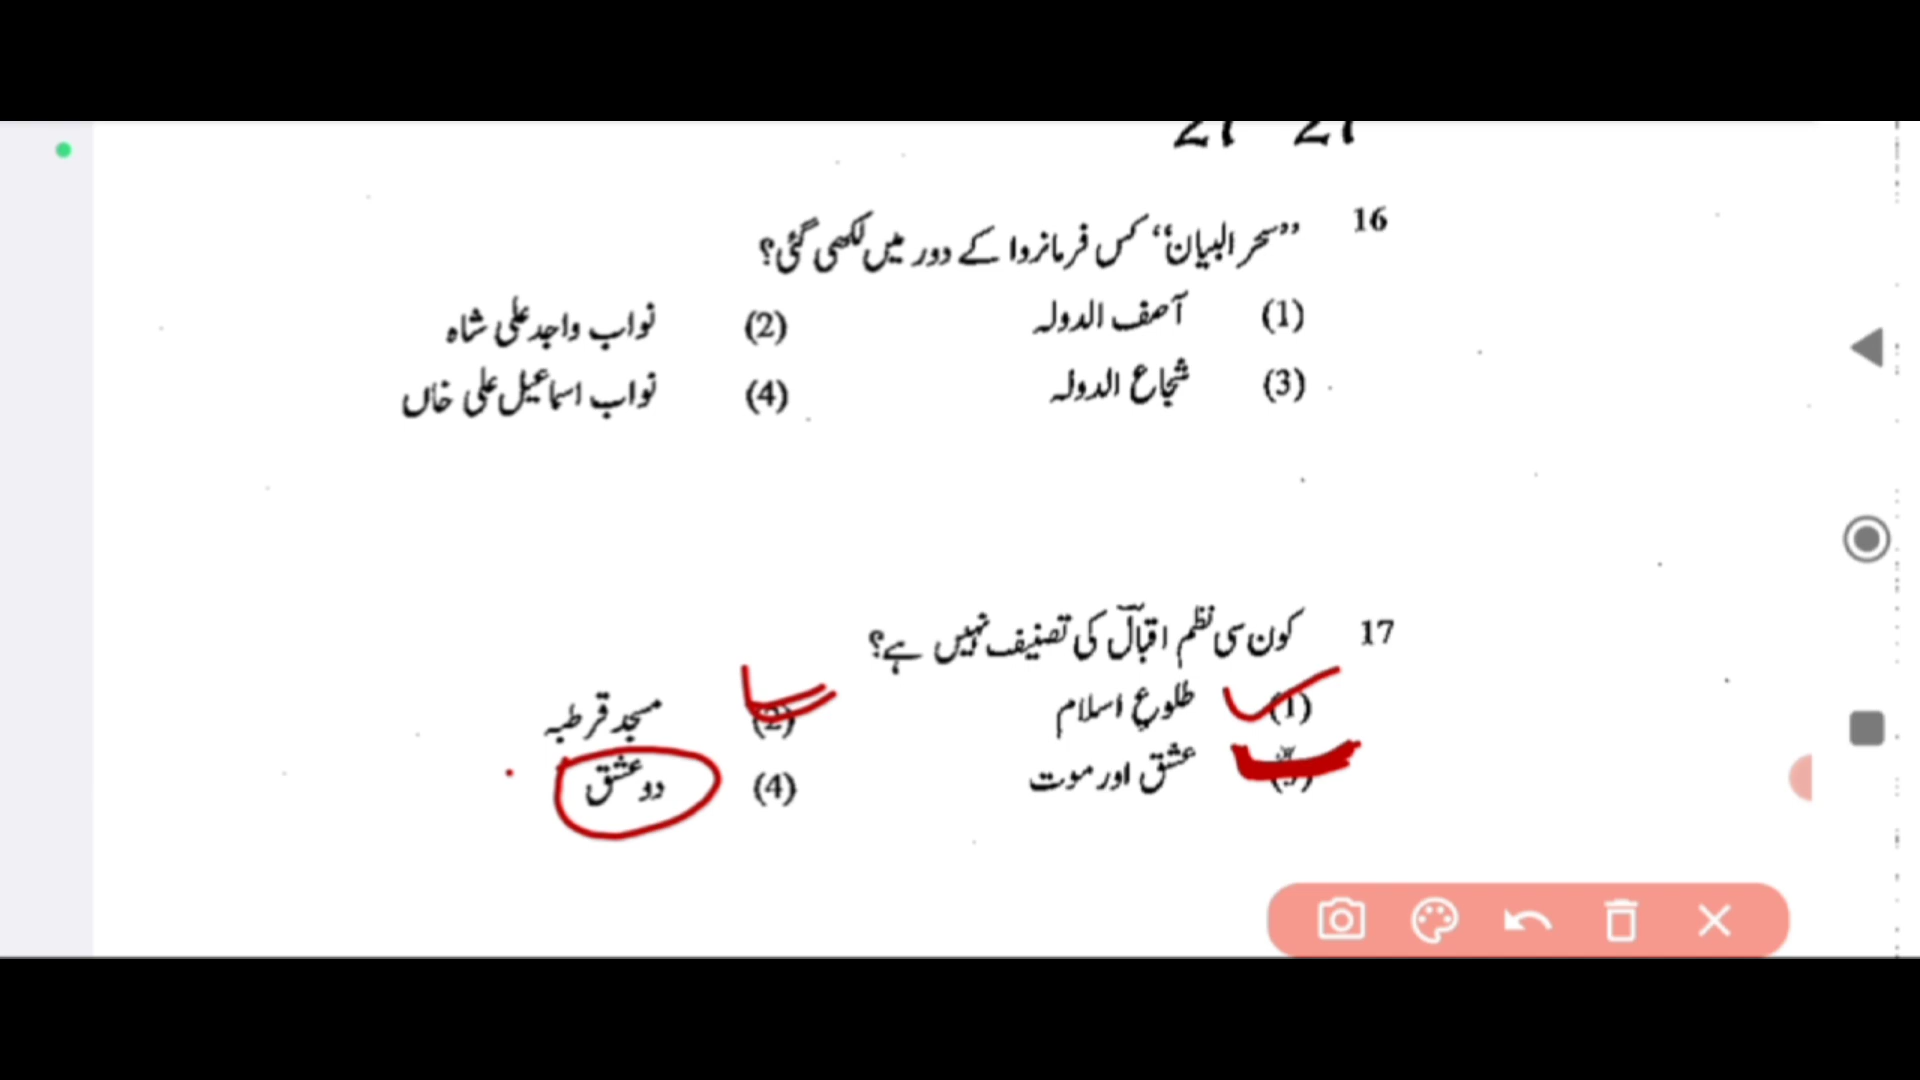 16 ’’سحر البیان‘‘ کس فرمانروا کے دور میں لکھی گئی؟
(1) آصف الدولہ (2) نواب واجد علی شاہ
(3) شجاع الدولہ (4) نواب اسماعیل علی خاں
17 کون سی نظم اقبالؔ کی تصنیف نہیں ہے؟
(1) طلوعِ اسلام (2) مسجد قرطبہ
(3) عشق اور موت (4) دو عشق